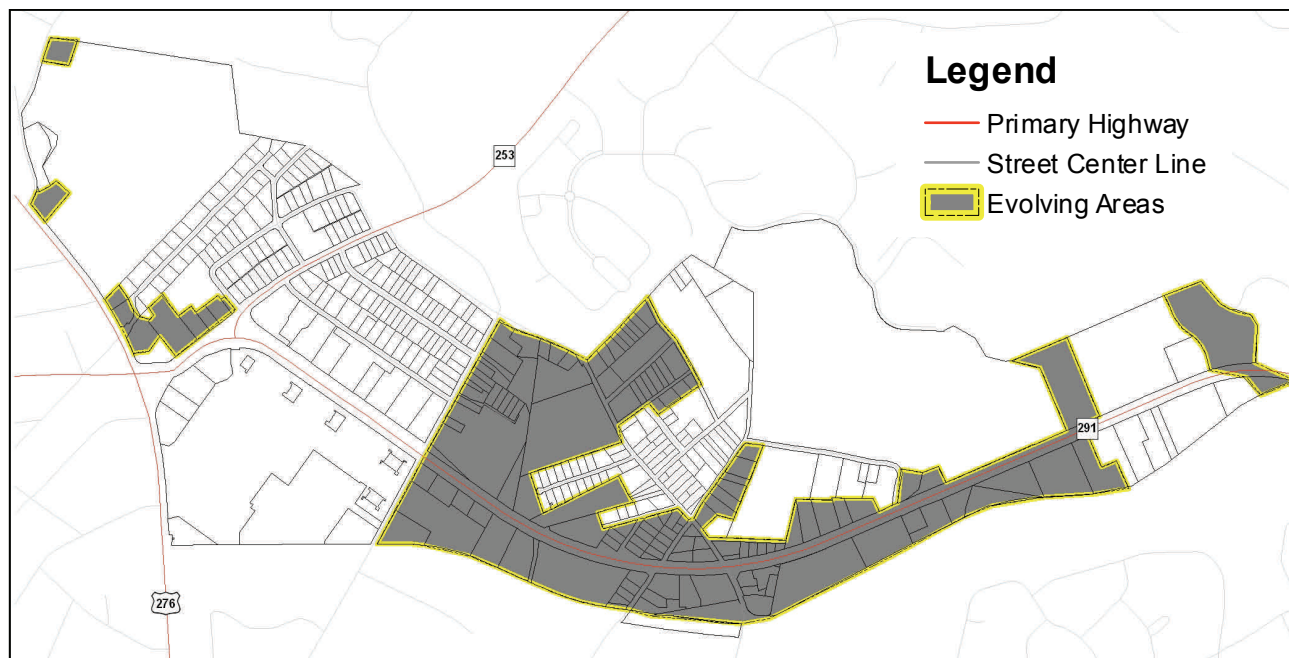 Legend
Primary Highway
Street Center Line
Evolving Areas
253
291
276